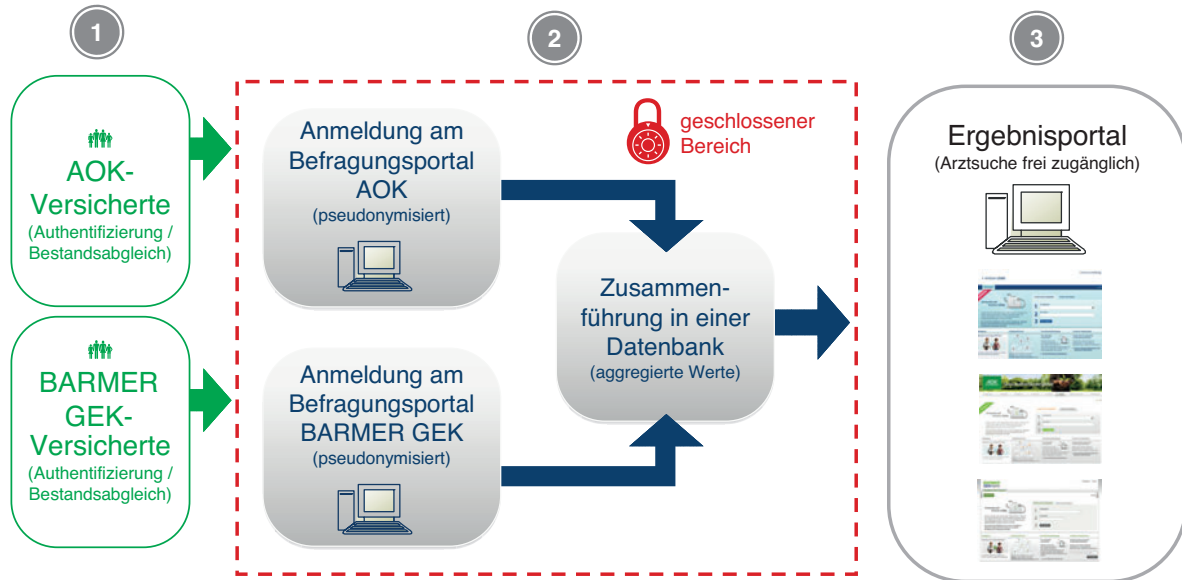 1
2
3
AOK-
Versicherte
(Authentifizierung /
Bestandsabgleich)
BARMER
GEK-
Versicherte
(Authentifizierung /
Bestandsabgleich)
Anmeldung am
Befragungsportal
AOK
(pseudonymisiert)
Anmeldung am
Befragungsportal
BARMER GEK
(pseudonymisiert)
geschlossener
Bereich
Zusammen-
führung in einer
Datenbank
(aggregierte Werte)
Ergebnisportal
(Arztsuche frei zugänglich)
AOK